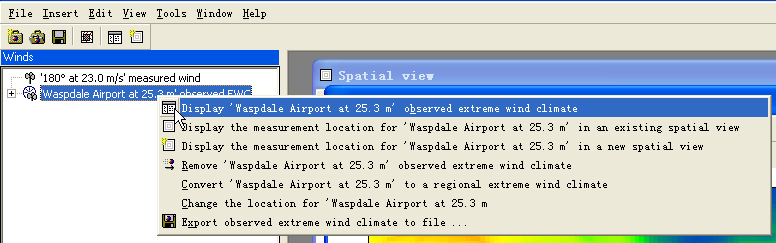 File Insert Edit View Tools Window Help
Winds
'180° at 23.0 m/s' measured wind
'Waspdale Airport at 25.3 m' observed EWC
Spatial view
Display 'Waspdale Airport at 25.3 m' observed extreme wind climate
Display the measurement location for 'Waspdale Airport at 25.3 m' in an existing spatial view
Display the measurement location for 'Waspdale Airport at 25.3 m' in a new spatial view
Remove 'Waspdale Airport at 25.3 m' observed extreme wind climate
Convert 'Waspdale Airport at 25.3 m' to a regional extreme wind climate
Change the location for 'Waspdale Airport at 25.3 m
Export observed extreme wind climate to file ...